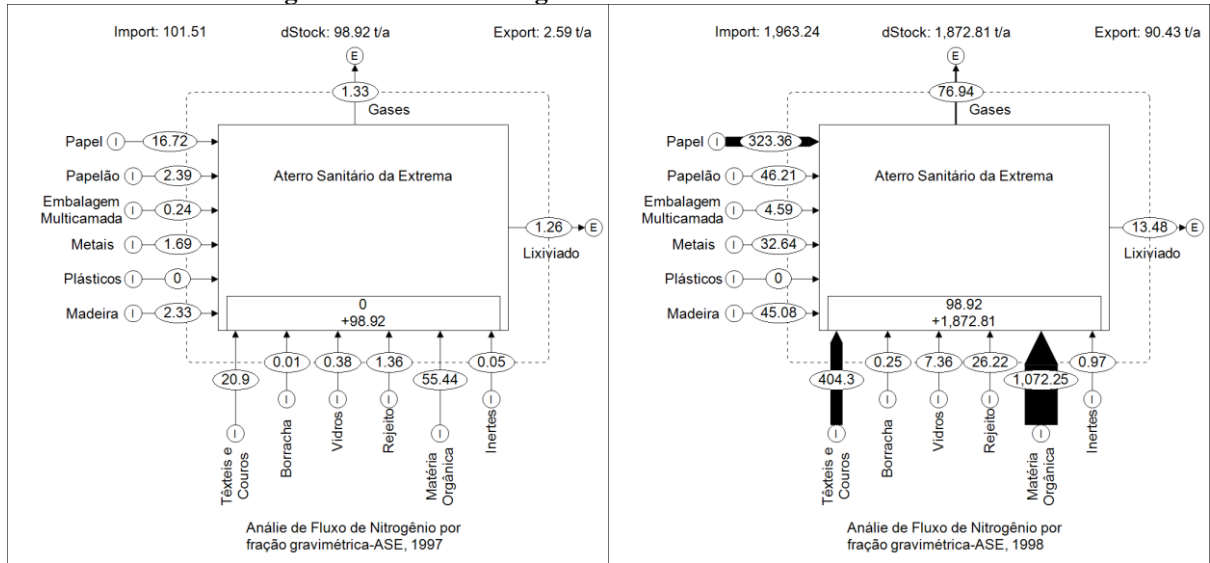 Import: 101.51 dStock: 98.92 t/a Export: 2.59 t/a
E
1.33
Gases
Papel I 16.72
Papelão I 2.39
Aterro Sanitário da Extrema
Embalagem
Multicamada I 0.24
1.26 E
Lixiviado
Metais I 1.69
Plásticos I 0
Madeira I 2.33
0
+98.92
20.9 0.01 0.38 1.36 55.44 0.05
I I I I I I
Têxteis e
Couros
Borracha
Vidros
Rejeito
Matéria
Orgânica
Inertes
Análie de Fluxo de Nitrogênio por
fração gravimétrica-ASE, 1997
Import: 1,963.24 dStock: 1,872.81 t/a Export: 90.43 t/a
E
76.94
Gases
Papel I 323.36
Papelão I 46.21
Aterro Sanitário da Extrema
Embalagem
Multicamada I 4.59
13.48 E
Lixiviado
Metais I 32.64
Plásticos I 0
Madeira I 45.08
98.92
+1,872.81
404.3 0.25 7.36 26.22 1,072.25 0.97
I I I I I I
Têxteis e
Couros
Borracha
Vidros
Rejeito
Matéria
Orgânica
Inertes
Análie de Fluxo de Nitrogênio por
fração gravimétrica-ASE, 1998